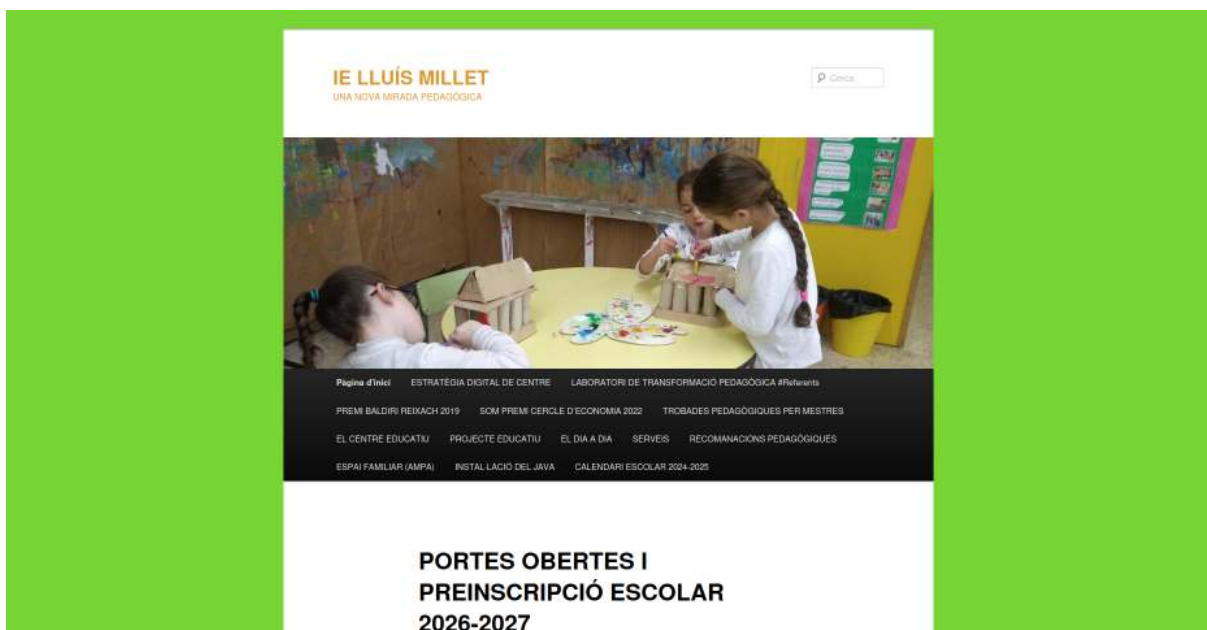 IE LLUÍS MILLET
UNA NOVA MIRADA PEDAGÒGICA
Cerca
Pàgina d'inici ESTRATÈGIA DIGITAL DE CENTRE LABORATORI DE TRANSFORMACIÓ PEDAGÒGICA #Referents
PREMI BALDIRI REIXACH 2019 SOM PREMI CERCLE D'ECONOMIA 2022 TROBADES PEDAGÒGIQUES PER MESTRES
EL CENTRE EDUCATIU PROJECTE EDUCATIU EL DIA A DIA SERVEIS RECOMANACIONS PEDAGÒGIQUES
ESPAI FAMILIAR (AMPA) INSTAL·LACIÓ DEL JAVA CALENDARI ESCOLAR 2024-2025
PORTES OBERTES I
PREINSCRIPCIÓ ESCOLAR
2026-2027